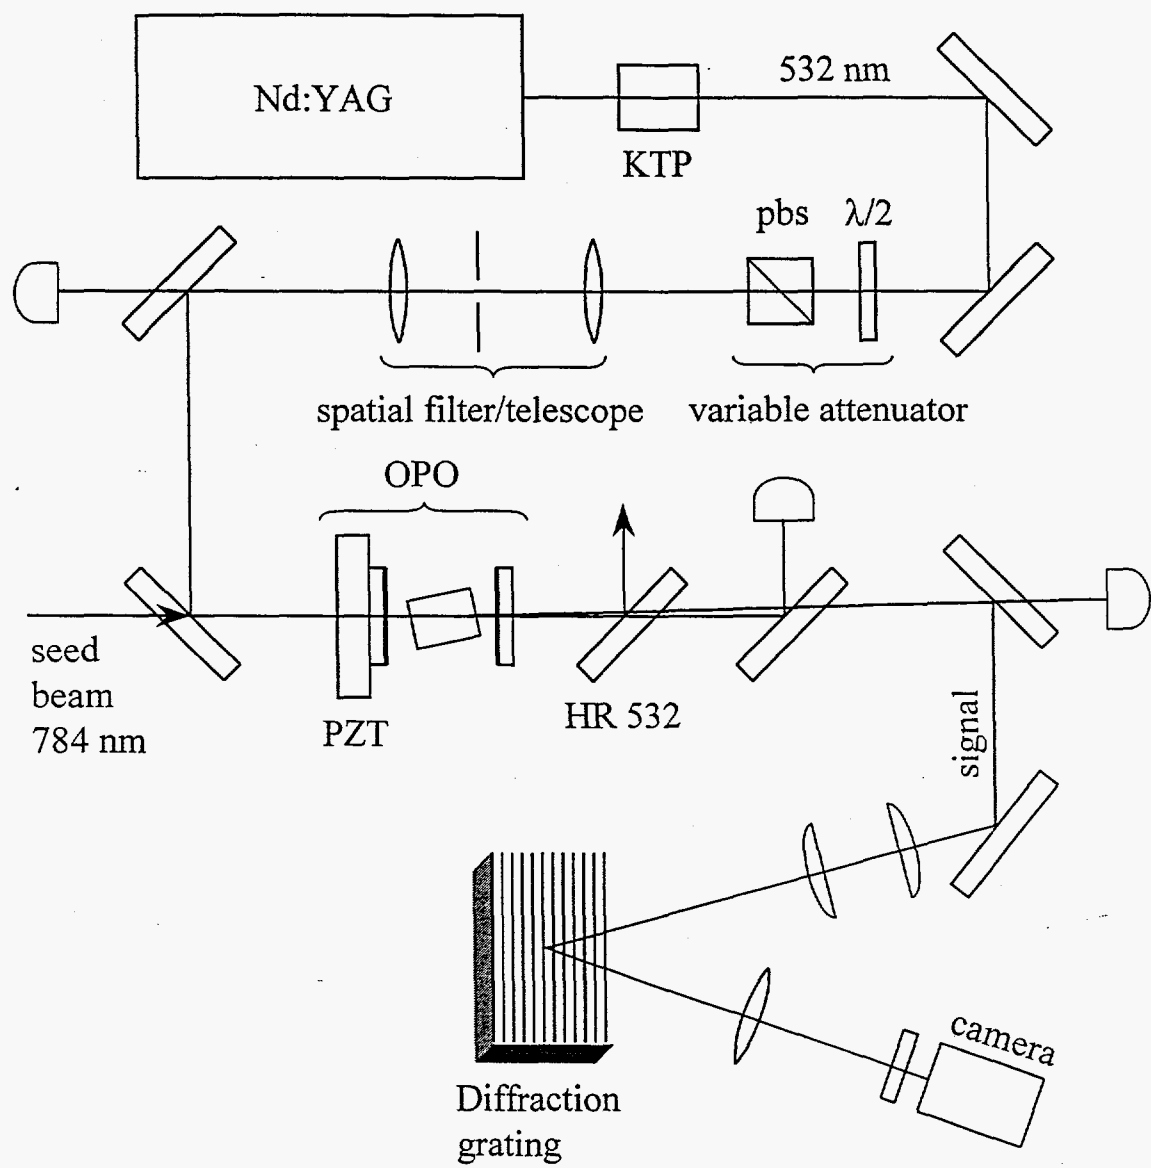 Nd:YAG
532 nm
KTP
pbs
λ/2
spatial filter/telescope
variable attenuator
OPO
seed
beam
784 nm
PZT
HR 532
signal
camera
Diffraction
grating